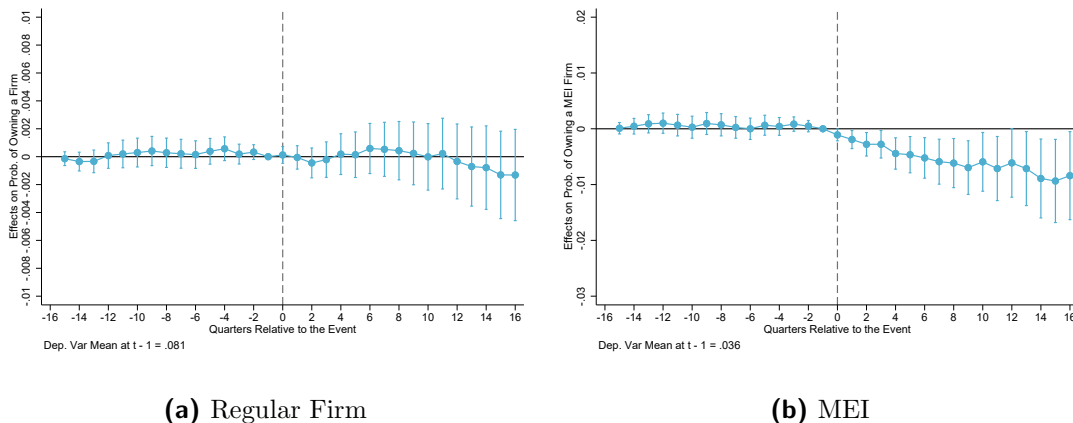 Effects on Prob. of Owning a Firm
.01
.008
.006
.004
.002
0
-.002
-.004
-.006
-.008
-.01
-16 -14 -12 -10 -8 -6 -4 -2 0 2 4 6 8 10 12 14 16
Quarters Relative to the Event
Dep. Var Mean at t - 1 = .081
(a) Regular Firm
Effects on Prob. of Owning a MEI Firm
.02
.01
0
-.01
-.02
-.03
-16 -14 -12 -10 -8 -6 -4 -2 0 2 4 6 8 10 12 14 16
Quarters Relative to the Event
Dep. Var Mean at t - 1 = .036
(b) MEI